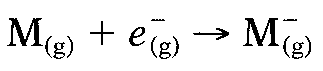 M(g) + e⁻(g) → M⁻(g)